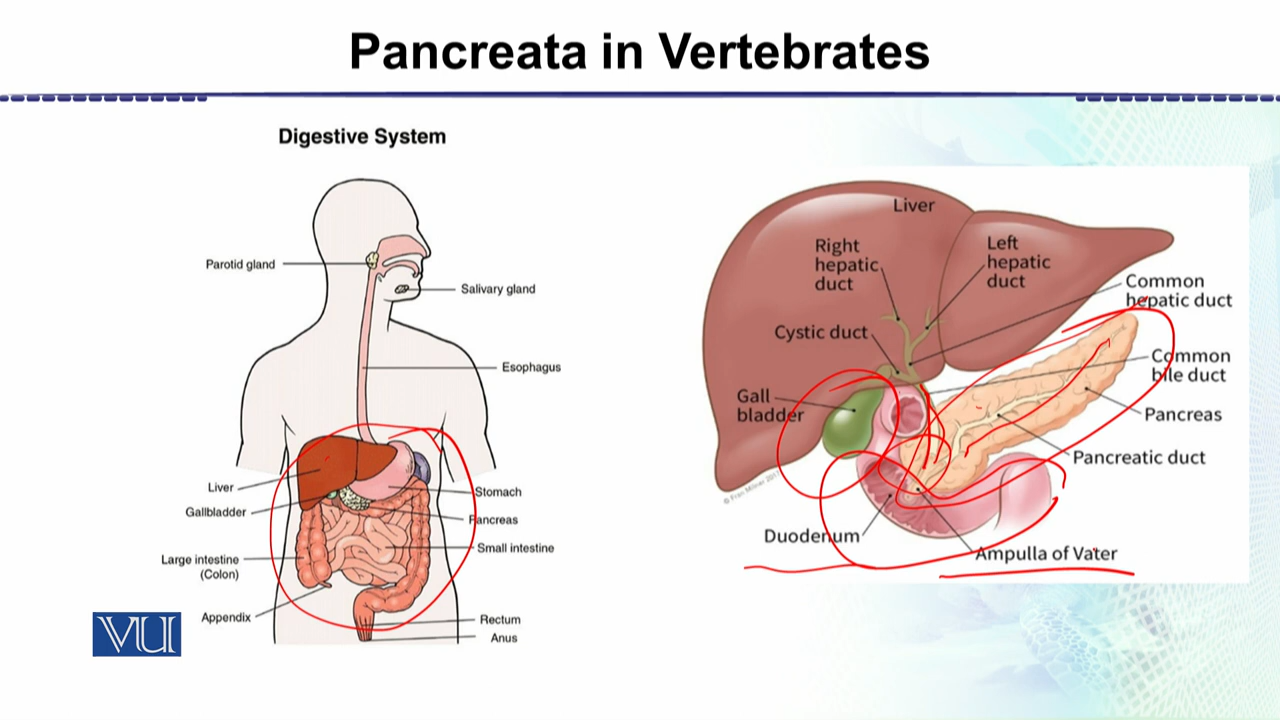 Pancreata in Vertebrates
Digestive System
Parotid gland
Salivary gland
Esophagus
Liver
Gallbladder
Stomach
Pancreas
Small intestine
Large intestine
(Colon)
Appendix
Rectum
Anus
VU
Liver
Right
hepatic
duct
Left
hepatic
duct
Common
hepatic duct
Cystic duct
Common
bile duct
Gall
bladder
Pancreas
Pancreatic duct
Duodenum
Ampulla of Vater